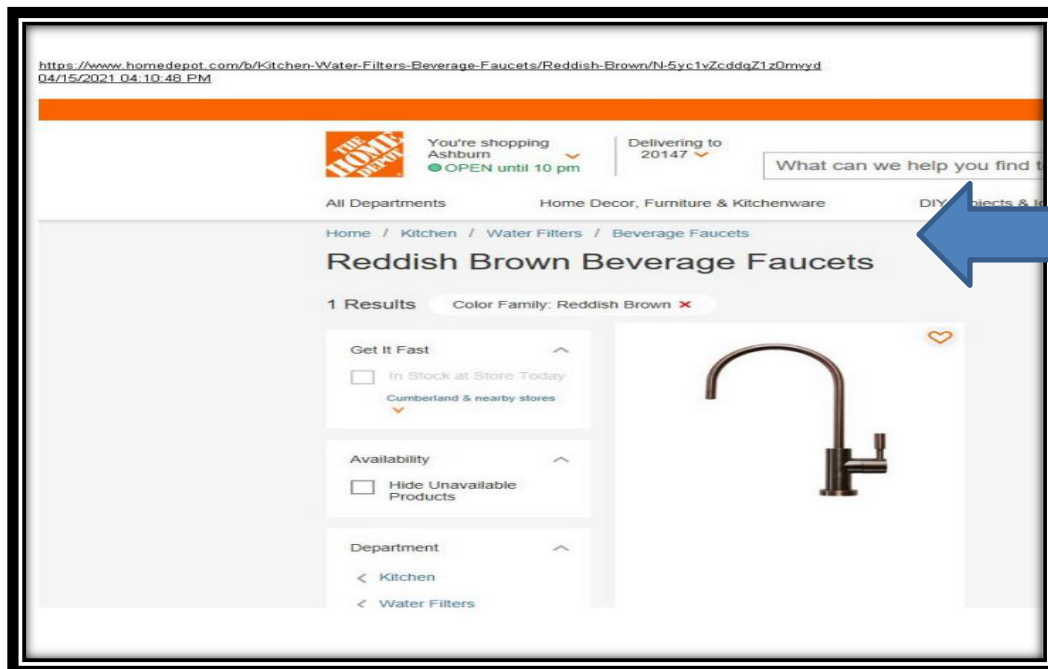 https://www.homedepot.com/b/Kitchen-Water-Filters-Beverage-Faucets/Reddish-Brown/N-5yc1vZcddqZ1z0mvyd
04/15/2021 04:10:48 PM
THE HOME DEPOT
You're shopping
Ashburn
OPEN until 10 pm
Delivering to
20147
What can we help you find t
All Departments
Home Decor, Furniture & Kitchenware
DIY
Home / Kitchen / Water Filters / Beverage Faucets
Reddish Brown Beverage Faucets
1 Results
Color Family: Reddish Brown ×
Get It Fast
In Stock at Store Today
Cumberland & nearby stores
Availability
Hide Unavailable
Products
Department
< Kitchen
< Water Filters